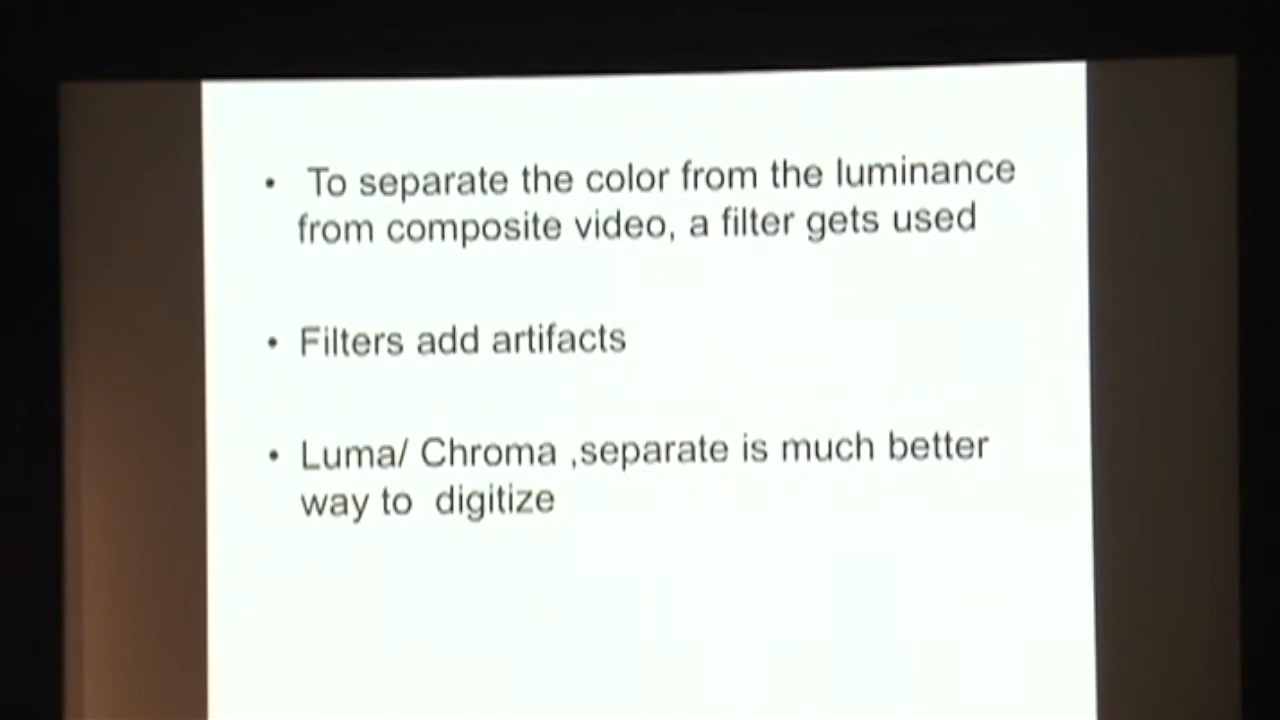 • To separate the color from the luminance
from composite video, a filter gets used
• Filters add artifacts
• Luma/ Chroma ,separate is much better
way to digitize